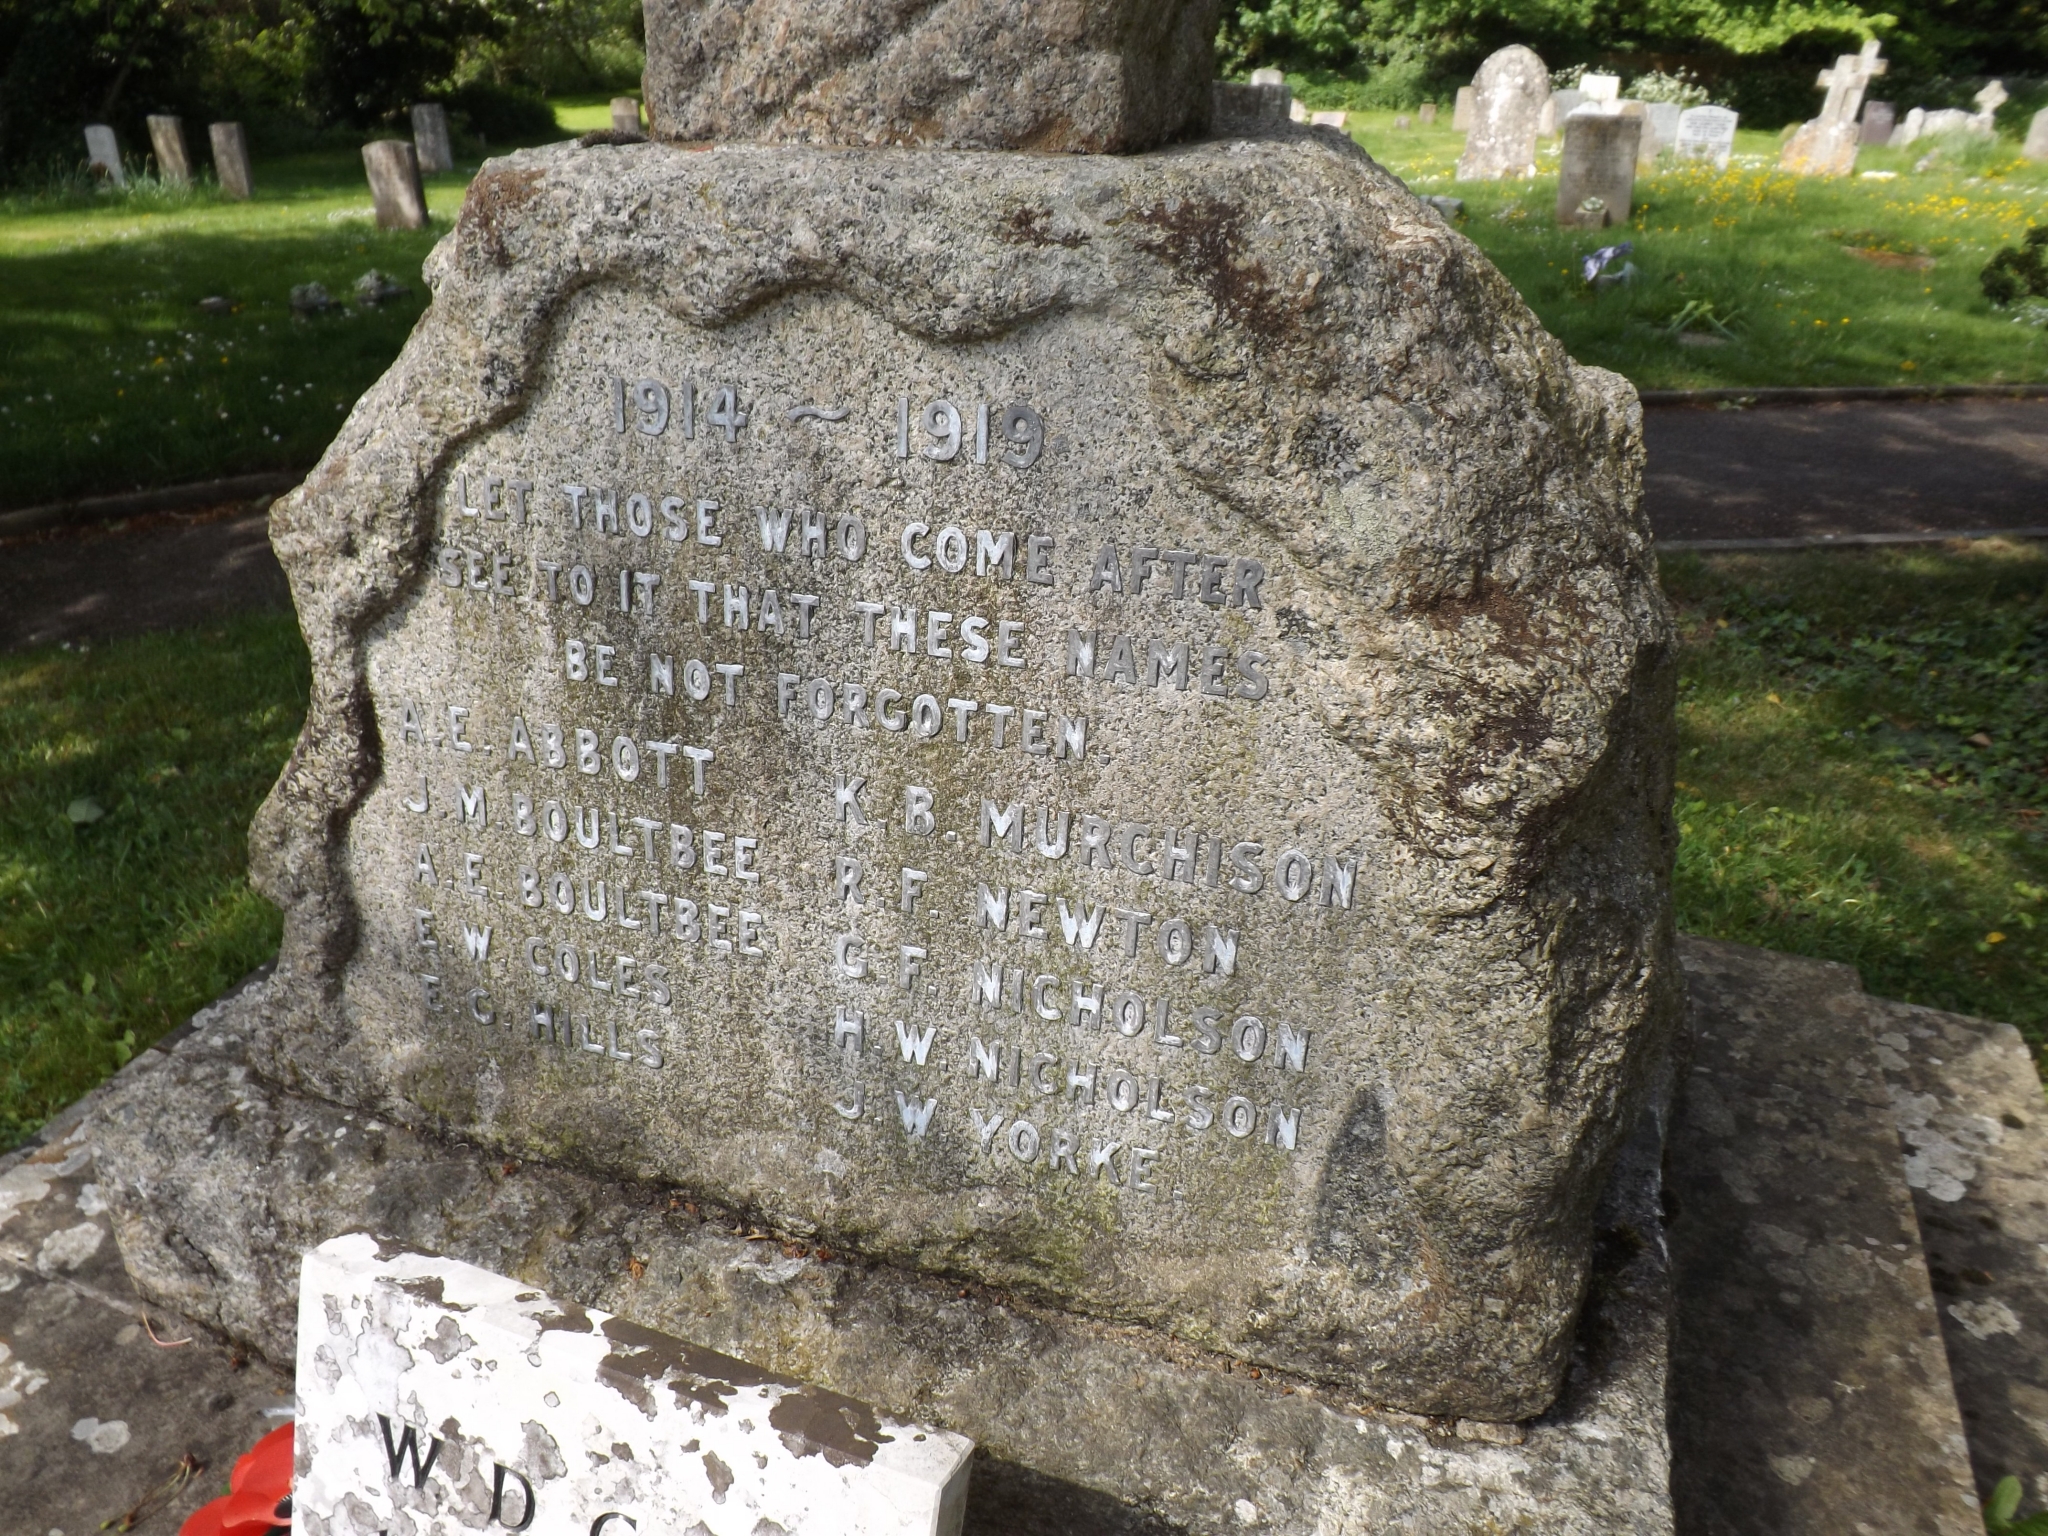 1914 ~ 1919
LET THOSE WHO COME AFTER
SEE TO IT THAT THESE NAMES
BE NOT FORGOTTEN.
A.E. ABBOTT
J.M. BOULTBEE
A.E. BOULTBEE
E.W. COLES
E.G. HILLS
K.B. MURCHISON
R.F. NEWTON
G.F. NICHOLSON
H.W. NICHOLSON
J.W YORKE.
W D